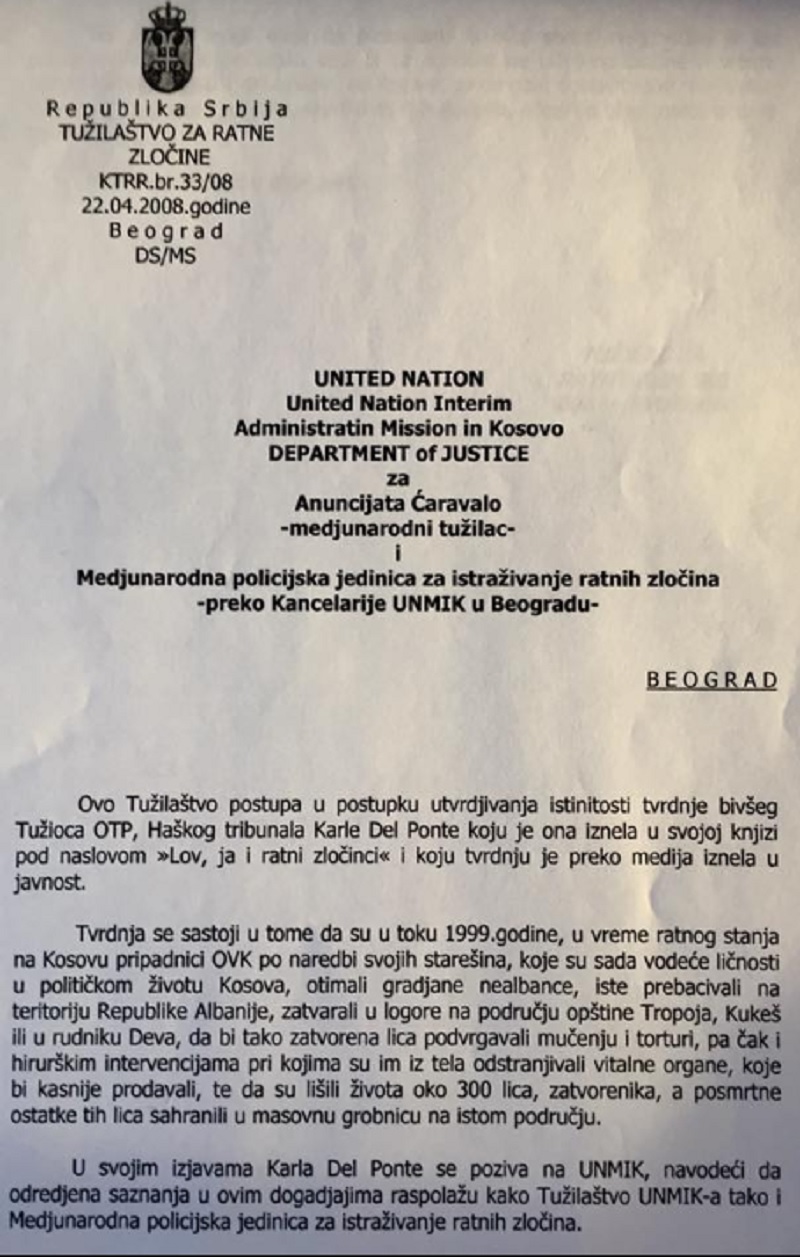 Republika Srbija
TUŽILAŠTVO ZA RATNE
ZLOČINE
KTRR.br.33/08
22.04.2008.godine
Beograd
DS/MS
UNITED NATION
United Nation Interim
Administratin Mission in Kosovo
DEPARTMENT of JUSTICE
za
Anuncijata Ćaravalo
-medjunarodni tužilac-
i
Medjunarodna policijska jedinica za istraživanje ratnih zločina
-preko Kancelarije UNMIK u Beogradu-
BEOGRAD
Ovo Tužilaštvo postupa u postupku utvrdjivanja istinitosti tvrdnje bivšeg
Tužioca OTP, Haškog tribunala Karle Del Ponte koju je ona iznela u svojoj knjizi
pod naslovom »Lov, ja i ratni zločinci« i koju tvrdnju je preko medija iznela u
javnost.
Tvrdnja se sastoji u tome da su u toku 1999.godine, u vreme ratnog stanja
na Kosovu pripadnici OVK po naredbi svojih starešina, koje su sada vodeće ličnosti
u političkom životu Kosova, otimali gradjane nealbance, iste prebacivali na
teritoriju Republike Albanije, zatvarali u logore na području opštine Tropoja, Kukeš
ili u rudniku Deva, da bi tako zatvorena lica podvrgavali mučenju i torturi, pa čak i
hirurškim intervencijama pri kojima su im iz tela odstranjivali vitalne organe, koje
bi kasnije prodavali, te da su lišili života oko 300 lica, zatvorenika, a posmrtne
ostatke tih lica sahranili u masovnu grobnicu na istom području.
U svojim izjavama Karla Del Ponte se poziva na UNMIK, navodeći da
odredjena saznanja u ovim dogadjajima raspolažu kako Tužilaštvo UNMIK-a tako i
Medjunarodna policijska jedinica za istraživanje ratnih zločina.